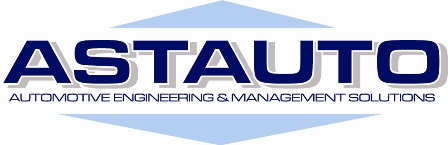 ASTAUTO
AUTOMOTIVE ENGINEERING & MANAGEMENT SOLUTIONS